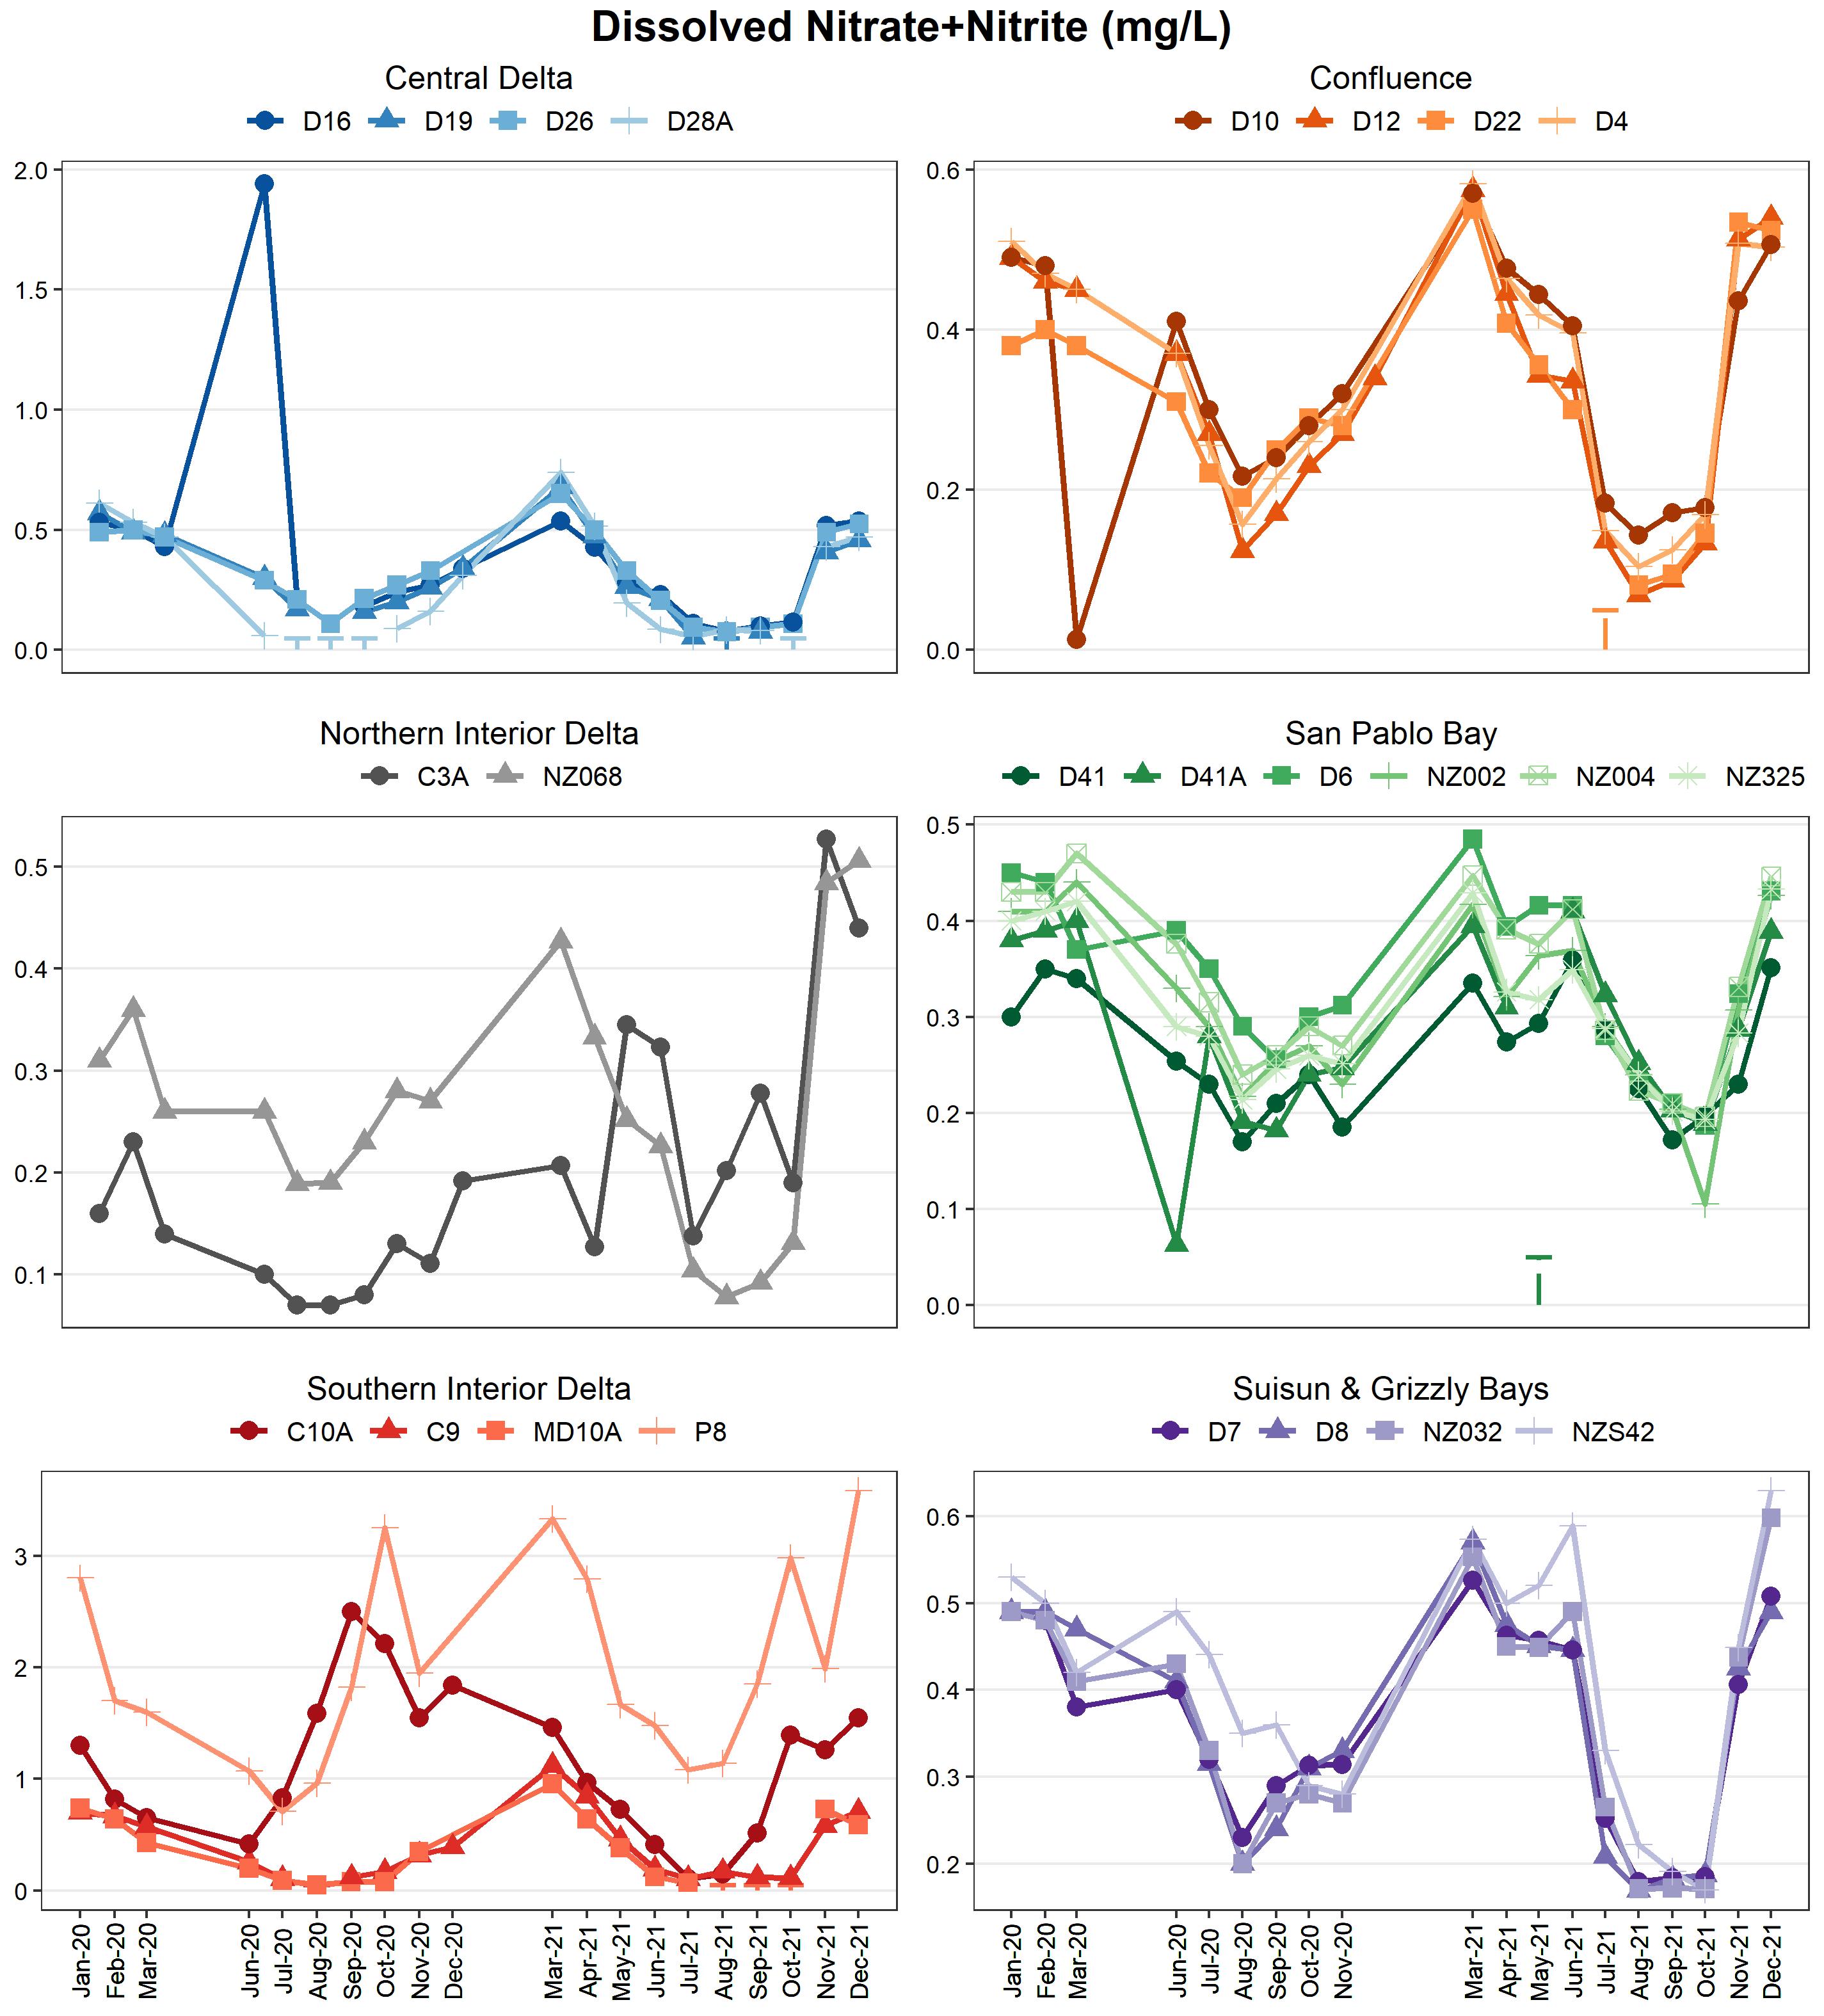 Dissolved Nitrate+Nitrite (mg/L)
Central Delta
D16 D19 D26 D28A
2.0
1.5
1.0
0.5
0.0
Confluence
D10 D12 D22 D4
0.6
0.4
0.2
0.0
Northern Interior Delta
C3A NZ068
0.5
0.4
0.3
0.2
0.1
San Pablo Bay
D41 D41A D6 NZ002 NZ004 NZ325
0.5
0.4
0.3
0.2
0.1
0.0
Southern Interior Delta
C10A C9 MD10A P8
3
2
1
0
Jan-20 Feb-20 Mar-20 Jun-20 Jul-20 Aug-20 Sep-20 Oct-20 Nov-20 Dec-20 Mar-21 Apr-21 May-21 Jun-21 Jul-21 Aug-21 Sep-21 Oct-21 Nov-21 Dec-21
Suisun & Grizzly Bays
D7 D8 NZ032 NZS42
0.6
0.5
0.4
0.3
0.2
Jan-20 Feb-20 Mar-20 Jun-20 Jul-20 Aug-20 Sep-20 Oct-20 Nov-20 Mar-21 Apr-21 May-21 Jun-21 Jul-21 Aug-21 Sep-21 Oct-21 Nov-21 Dec-21